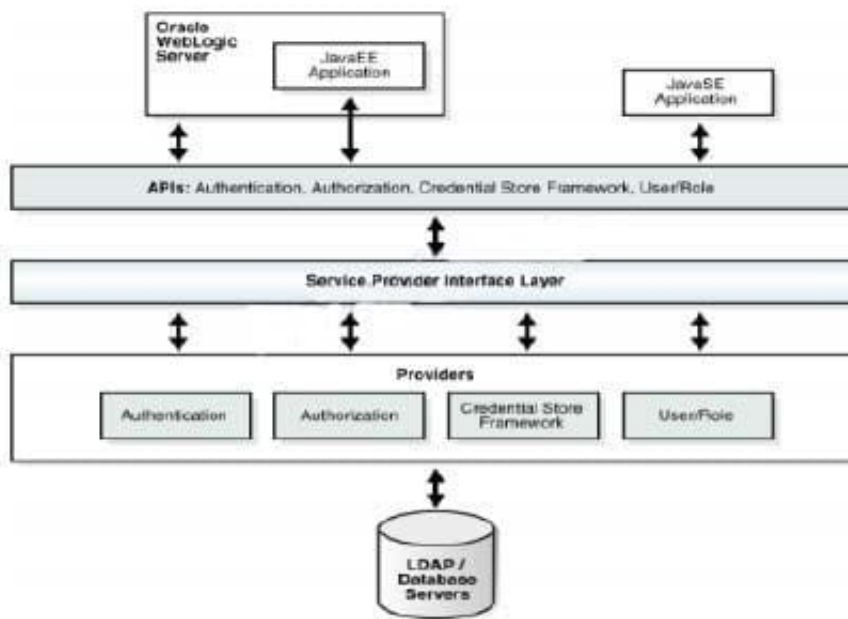 Oracle
WebLogic
Server
JavaEE
Application
JavaSE
Application
APIs: Authentication, Authorization, Credential Store Framework, User/Role
Service Provider Interface Layer
Providers
Authentication
Authorization
Credential Store
Framework
User/Role
LDAP /
Database
Servers